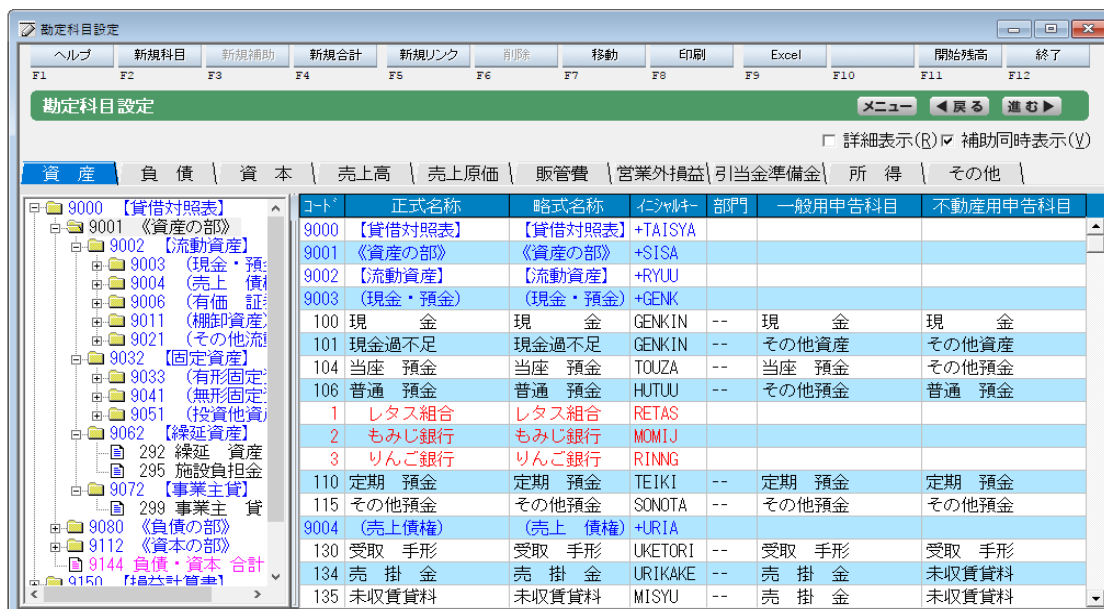 勘定科目設定
ヘルプ 新規科目 新規補助 新規合計 新規リンク 削除 移動 印刷 Excel 開始残高 終了
F1 F2 F3 F4 F5 F6 F7 F8 F9 F10 F11 F12
勘定科目設定 メニュー ◀戻る 進む▶
詳細表示(R) 補助同時表示(V)
資 産 負 債 資 本 売上高 売上原価 販管費 営業外損益 引当金準備金 所 得 その他
9000 【貸借対照表】
9001 《資産の部》
9002 【流動資産】
9003 (現金・預金
9004 (売上 債
9006 (有価 証
9011 (棚卸資産)
9021 (その他流
9032 【固定資産】
9033 (有形固定
9041 (無形固定
9051 (投資他資
9062 【繰延資産】
292 繰延 資産
295 施設負担金
9072 【事業主貸】
299 事業主 貸
9080 《負債の部》
9112 《資本の部》
9144 負債・資本 合計
9150 【損益計算書】
コード 正式名称 略式名称 イニシャルキー 部門 一般用申告科目 不動産用申告科目
9000 【貸借対照表】 【貸借対照表】 +TAISYA
9001 《資産の部》 《資産の部》 +SISA
9002 【流動資産】 【流動資産】 +RYUU
9003 (現金・預金) (現金・預金) +GENK
100 現 金 現 金 GENKIN -- 現 金 現 金
101 現金過不足 現金過不足 GENKIN -- その他資産 その他資産
104 当座 預金 当座 預金 TOUZA -- 当座 預金 その他預金
106 普通 預金 普通 預金 HUTUU -- その他預金 普通 預金
1 レタス組合 レタス組合 RETAS
2 もみじ銀行 もみじ銀行 MOMIJ
3 りんご銀行 りんご銀行 RINNG
110 定期 預金 定期 預金 TEIKI -- 定期 預金 定期 預金
115 その他預金 その他預金 SONOTA -- その他預金 その他預金
9004 (売上債権) (売上 債権) +URIA
130 受取 手形 受取 手形 UKETORI -- 受取 手形 受取 手形
134 売 掛 金 売 掛 金 URIKAKE -- 売 掛 金 未収賃貸料
135 未収賃貸料 未収賃貸料 MISYU -- 売 掛 金 未収賃貸料